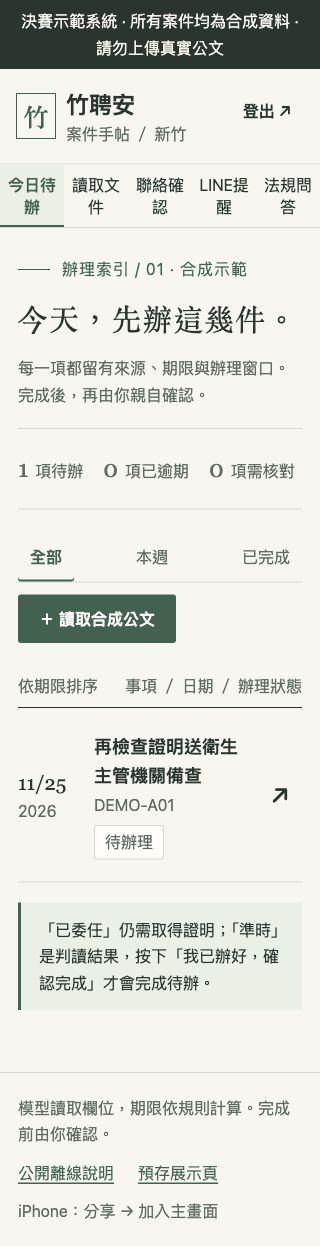 決賽示範系統 · 所有案件均為合成資料 ·
請勿上傳真實公文
竹
竹聘安
案件手帖 / 新竹
登出 ↗
今日待
辦
讀取文
件
聯絡確
認
LINE提
醒
法規問
答
辦理索引 / 01 · 合成示範
今天，先辦這幾件。
每一項都留有來源、期限與辦理窗口。
完成後，再由你親自確認。
1 項待辦 0 項已逾期 0 項需核對
全部
本週
已完成
＋ 讀取合成公文
依期限排序
事項 / 日期 / 辦理狀態
11/25
2026
再檢查證明送衛生
主管機關備查
DEMO-A01
待辦理
↗
「已委任」仍需取得證明；「準時」
是判讀結果，按下「我已辦好，確
認完成」才會完成待辦。
模型讀取欄位，期限依規則計算。完成
前由你確認。
公開離線說明 預存展示頁
iPhone：分享 → 加入主畫面